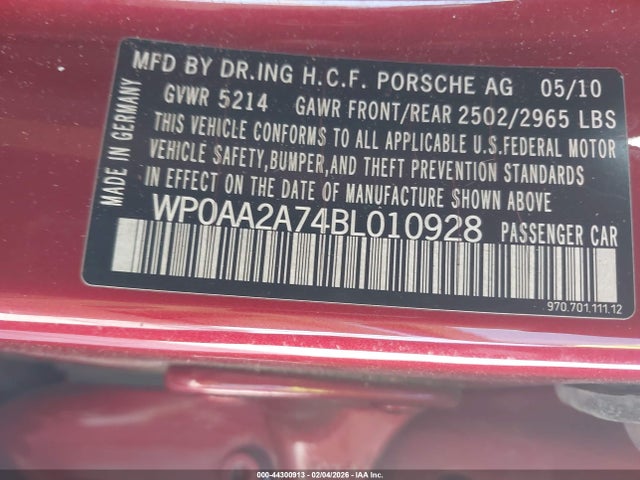 MFD BY DR.ING H.C.F. PORSCHE AG 05/10
GVWR 5214 GAWR FRONT/REAR 2502/2965 LBS
THIS VEHICLE CONFORMS TO ALL APPLICABLE U.S.FEDERAL MOTOR
VEHICLE SAFETY,BUMPER,AND THEFT PREVENTION STANDARDS
IN EFFECT ON THE DATE OF MANUFACTURE SHOWN ABOVE
MADE IN GERMANY
WP0AA2A74BL010928 PASSENGER CAR
970.701.111.12
000-44300913 - 02/04/2026 - IAA Inc.